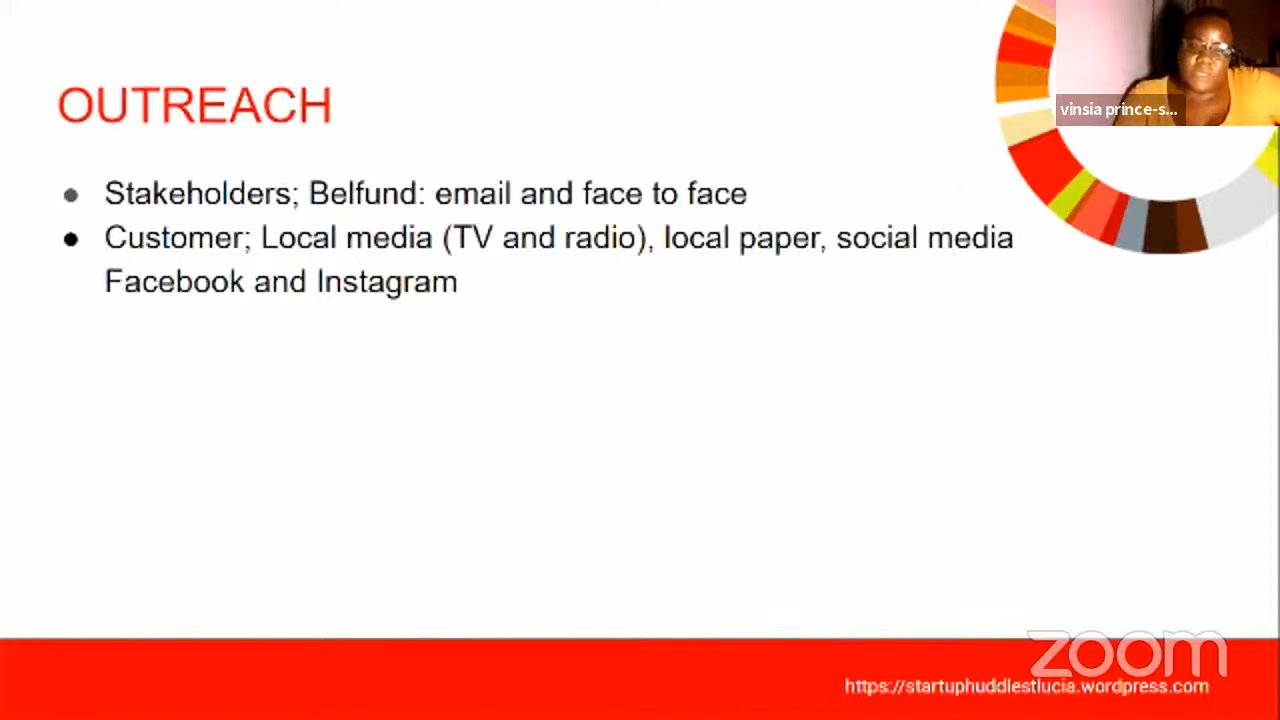 OUTREACH
vinsia prince-s...
Stakeholders; Belfund: email and face to face
Customer; Local media (TV and radio), local paper, social media
Facebook and Instagram
zoom
https://startuphuddlestlucia.wordpress.com